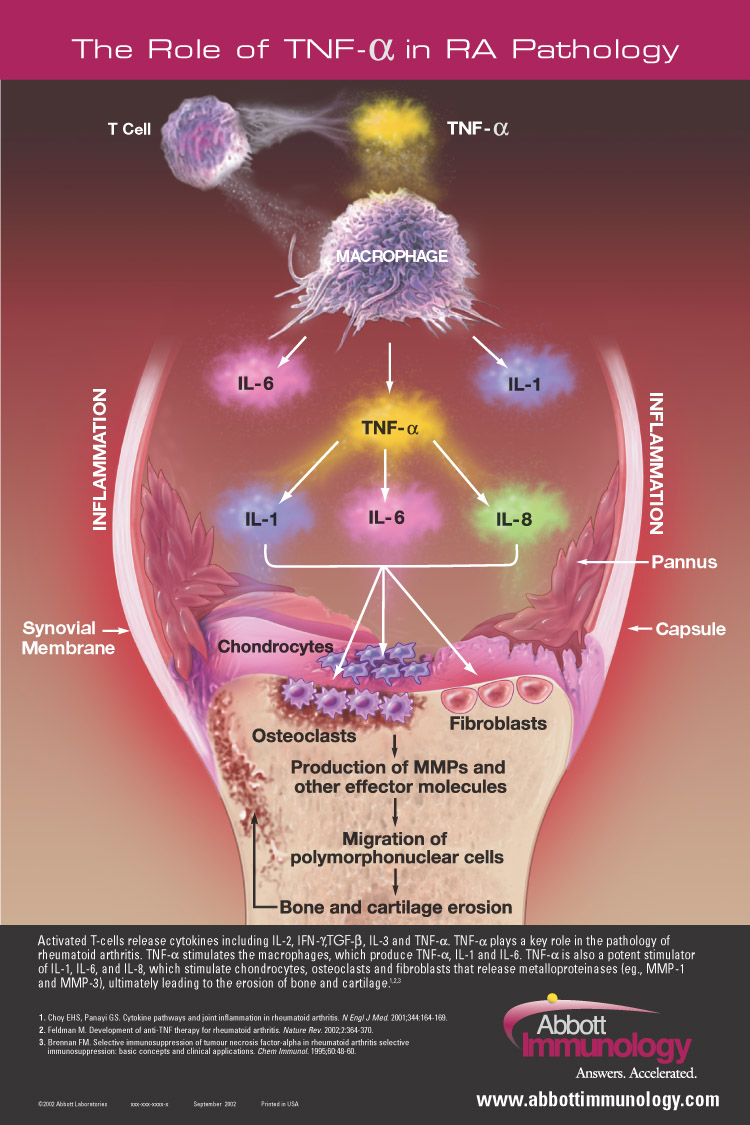 The Role of TNF-α in RA Pathology
T Cell
TNF-α
MACROPHAGE
IL-6
IL-1
TNF-α
INFLAMMATION
INFLAMMATION
IL-1
IL-6
IL-8
Pannus
Synovial
Membrane
Capsule
Chondrocytes
Osteoclasts
Fibroblasts
Production of MMPs and
other effector molecules
Migration of
polymorphonuclear cells
Bone and cartilage erosion
Activated T-cells release cytokines including IL-2, IFN-γ,TGF-β, IL-3 and TNF-α. TNF-α plays a key role in the pathology of
rheumatoid arthritis. TNF-α stimulates the macrophages, which produce TNF-α, IL-1 and IL-6. TNF-α is also a potent stimulator
of IL-1, IL-6, and IL-8, which stimulate chondrocytes, osteoclasts and fibroblasts that release metalloproteinases (eg., MMP-1
and MMP-3), ultimately leading to the erosion of bone and cartilage.1,2,3
1. Choy EHS, Panayi GS. Cytokine pathways and joint inflammation in rheumatoid arthritis. N Engl J Med. 2001;344:164-169.
2. Feldman M. Development of anti-TNF therapy for rheumatoid arthritis. Nature Rev. 2002;2:364-370.
3. Brennan FM. Selective immunosuppression of tumour necrosis factor-alpha in rheumatoid arthritis selective
immunosuppression: basic concepts and clinical applications. Chem Immunol. 1995;60:48-60.
Abbott
Immunology
Answers. Accelerated.
www.abbottimmunology.com
©2002 Abbott Laboratories xxx-xxx-xxxx-x September 2002 Printed in USA